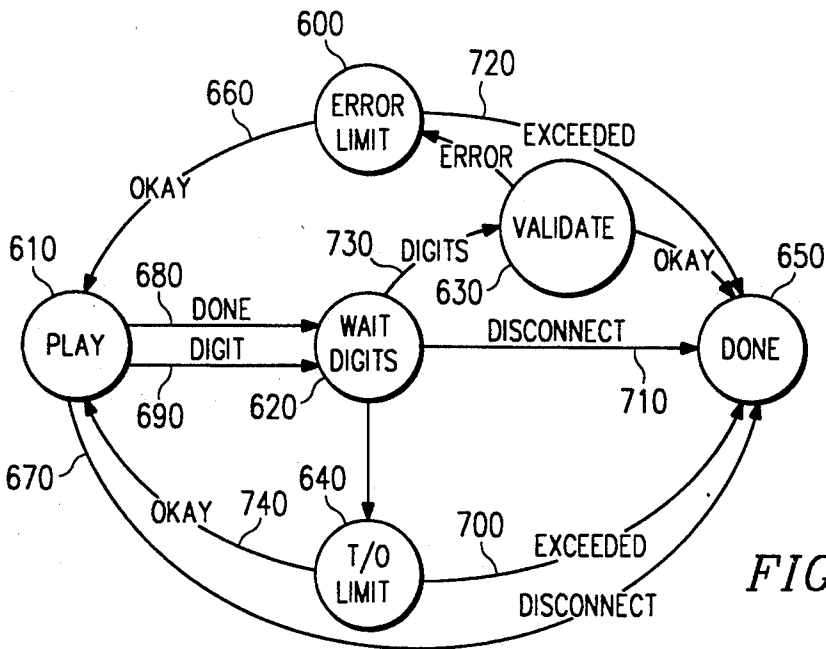 600
720
660
ERROR
LIMIT
EXCEEDED
ERROR
OKAY
VALIDATE
610
730
DIGITS
630
OKAY
650
680
DONE
PLAY
DIGIT
690
WAIT
DIGITS
620
DISCONNECT
710
DONE
670
OKAY
740
640
T/O
LIMIT
700
EXCEEDED
DISCONNECT
FIG